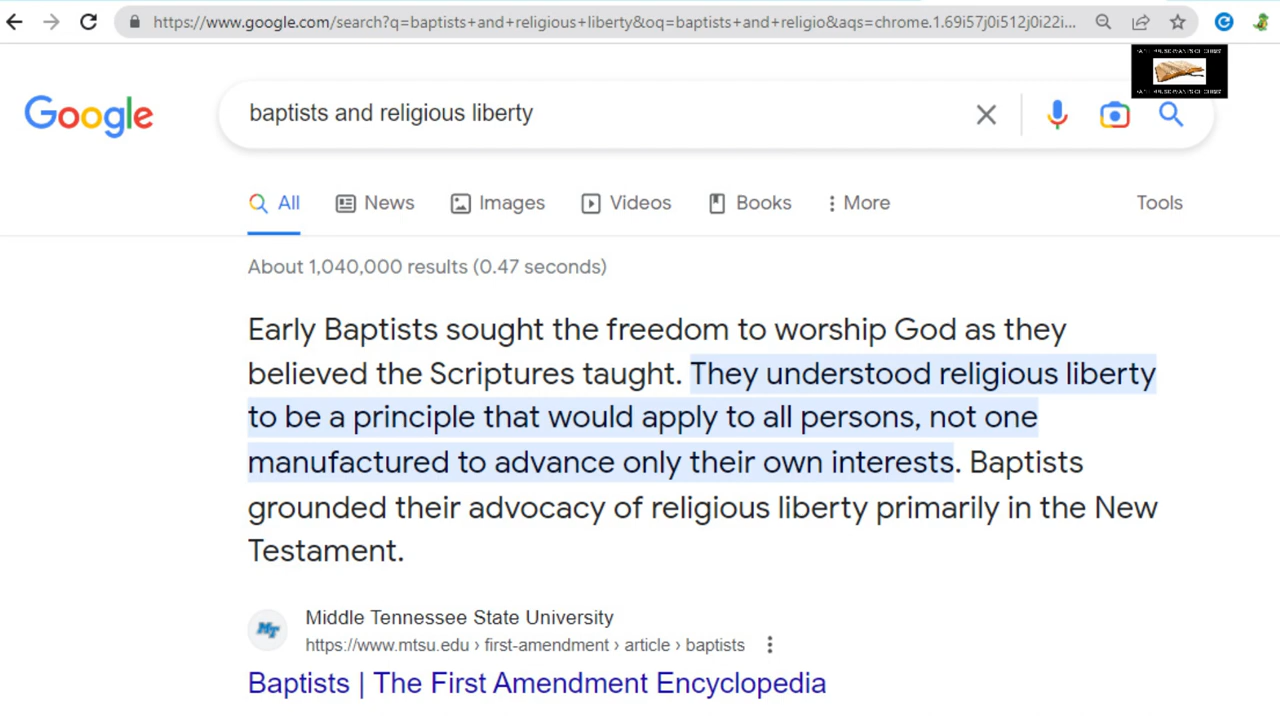 https://www.google.com/search?q=baptists+and+religious+liberty&oq=baptists+and+religio&aqs=chrome.1.69i57j0i512j0i22i...
Google
baptists and religious liberty
All News Images Videos Books More Tools
About 1,040,000 results (0.47 seconds)
Early Baptists sought the freedom to worship God as they
believed the Scriptures taught. They understood religious liberty
to be a principle that would apply to all persons, not one
manufactured to advance only their own interests. Baptists
grounded their advocacy of religious liberty primarily in the New
Testament.
MT
Middle Tennessee State University
https://www.mtsu.edu › first-amendment › article › baptists
Baptists | The First Amendment Encyclopedia